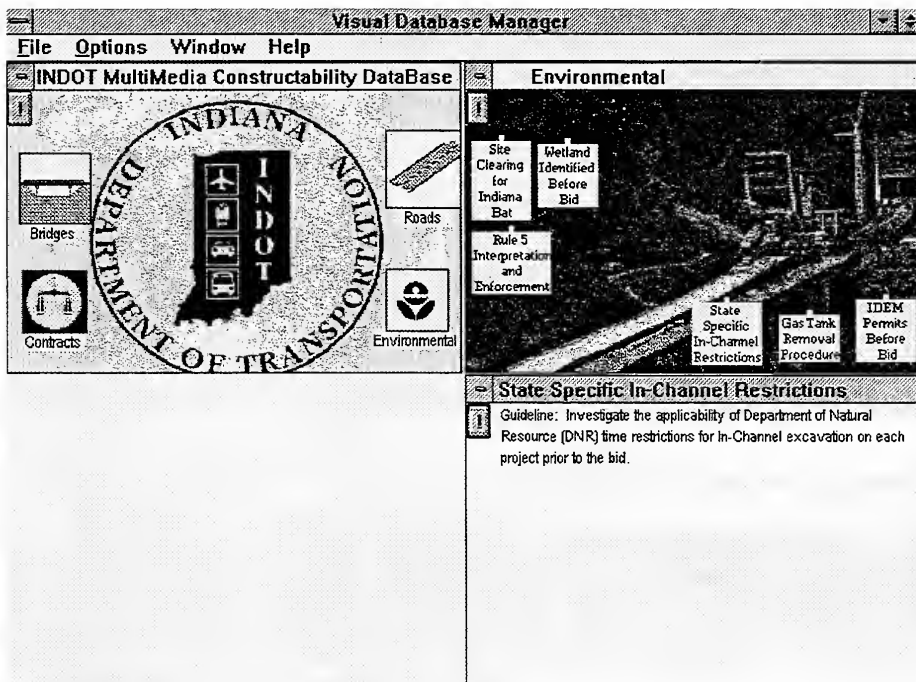 Visual Database Manager
File Options Window Help
INDOT MultiMedia Constructability DataBase
INDIANA
DEPARTMENT OF TRANSPORTATION
INDOT
Bridges
Roads
Contracts
Environmental
Environmental
Site
Clearing
for
Indiana
Bat
Wetland
Identified
Before
Bid
Rule 5
Interpretation
and
Enforcement
State
Specific
In-Channel
Restrictions
Gas Tank
Removal
Procedure
IDEM
Permits
Before
Bid
State Specific In-Channel Restrictions
Guideline: Investigate the applicability of Department of Natural
Resource (DNR) time restrictions for In-Channel excavation on each
project prior to the bid.